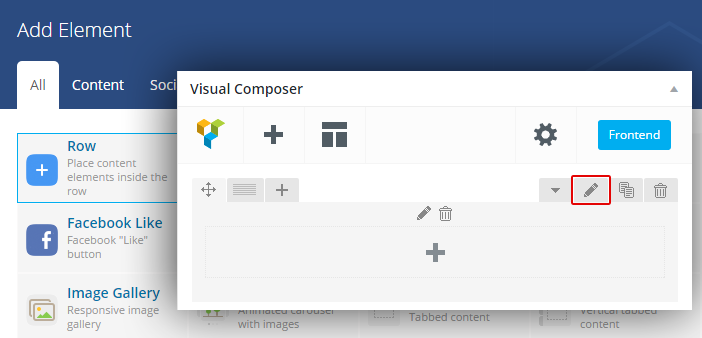 Add Element
All
Content
Soci
Visual Composer
Frontend
Row
Place content
elements inside the
row
Facebook Like
Facebook "Like"
button
Image Gallery
Responsive image
gallery
Animated carousel
with images
Tabbed content
Vertical tabbed
content